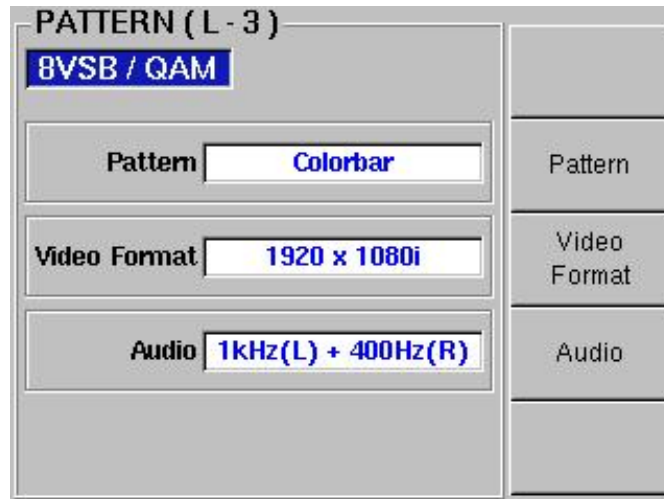 PATTERN ( L - 3 )
8VSB / QAM
Pattern Colorbar
Video Format 1920 x 1080i
Audio 1kHz(L) + 400Hz(R)
Pattern
Video
Format
Audio